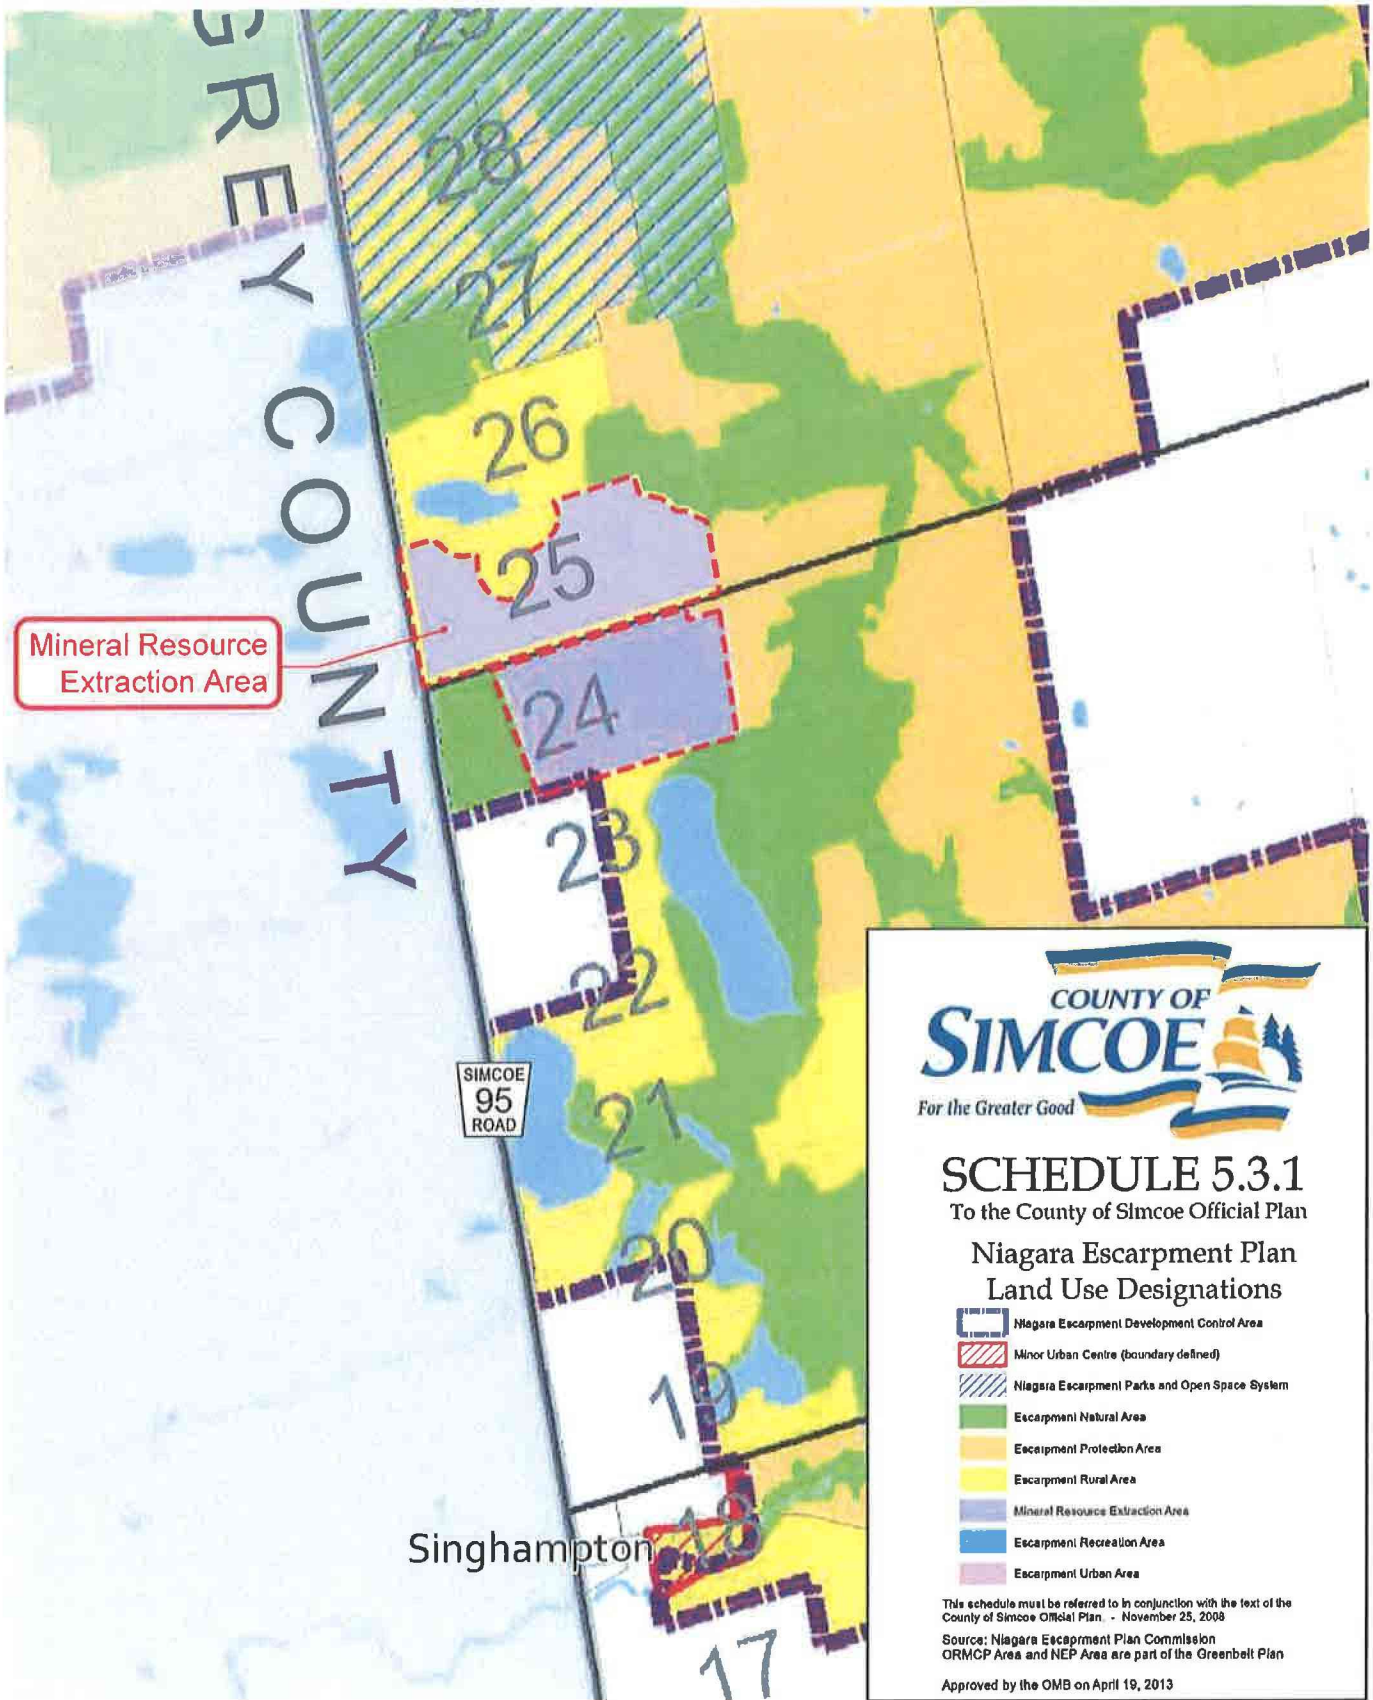 GREY COUNTY
29
28
27
26
25
Mineral Resource
Extraction Area
24
23
22
SIMCOE
95
ROAD
21
20
19
18
Singhampton
17
COUNTY OF
SIMCOE
For the Greater Good
SCHEDULE 5.3.1
To the County of Simcoe Official Plan
Niagara Escarpment Plan
Land Use Designations
Niagara Escarpment Development Control Area
Minor Urban Centre (boundary defined)
Niagara Escarpment Parks and Open Space System
Escarpment Natural Area
Escarpment Protection Area
Escarpment Rural Area
Mineral Resource Extraction Area
Escarpment Recreation Area
Escarpment Urban Area
This schedule must be referred to in conjunction with the text of the
County of Simcoe Official Plan. - November 25, 2008
Source: Niagara Escaprment Plan Commission
ORMCP Area and NEP Area are part of the Greenbelt Plan
Approved by the OMB on April 19, 2013